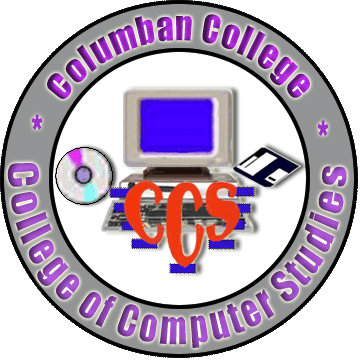 * Columban College *
CCS
College of Computer Studies